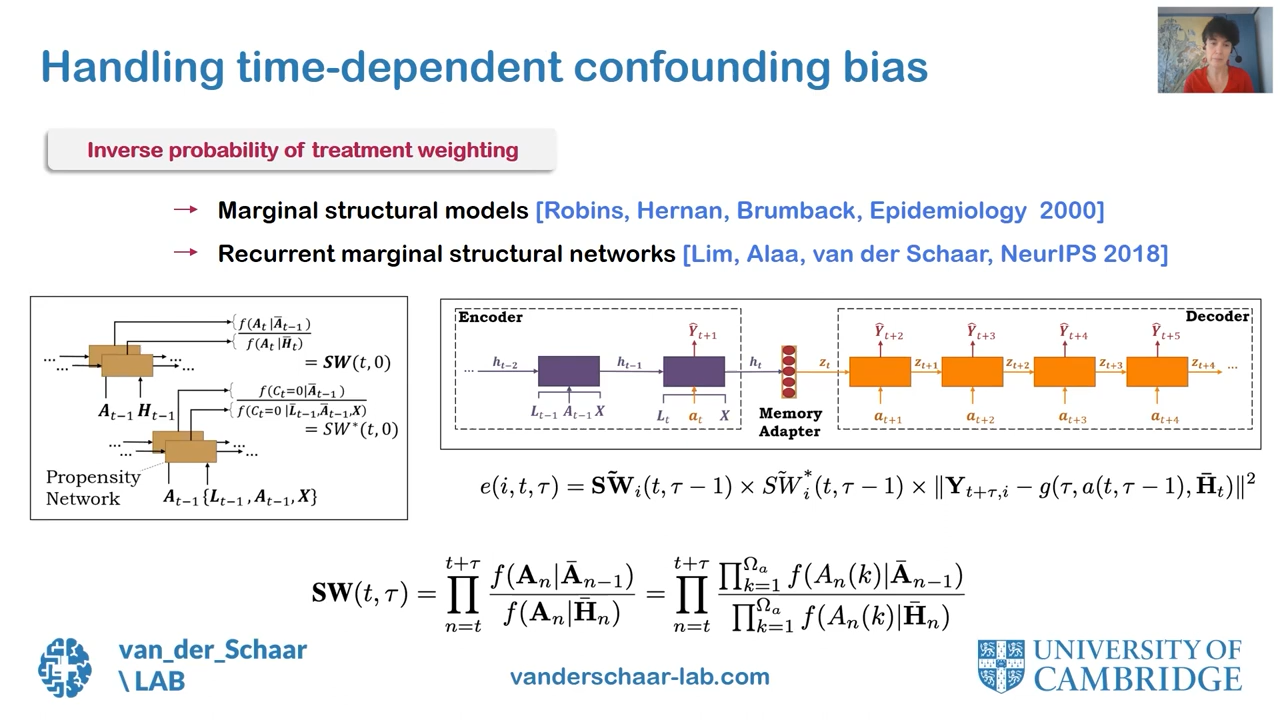 Handling time-dependent confounding bias
Inverse probability of treatment weighting
→ Marginal structural models [Robins, Hernan, Brumback, Epidemiology 2000]
→ Recurrent marginal structural networks [Lim, Alaa, van der Schaar, NeurIPS 2018]
f(A_t|Ā_{t-1})
f(A_t|H̄_t)
= SW(t, 0)
... ... ... ...
A_{t-1} H_{t-1}
f(C_t=0|Ā_{t-1})
f(C_t=0 |L̄_{t-1},Ā_{t-1},X)
= SW*(t, 0)
... ... ... ...
Propensity
Network
A_{t-1} {L_{t-1}, A_{t-1}, X}
Encoder
Decoder
Ŷ_{t+1} Ŷ_{t+2} Ŷ_{t+3} Ŷ_{t+4} Ŷ_{t+5}
... h_{t-2} h_{t-1} h_t z_t z_{t+1} z_{t+2} z_{t+3} z_{t+4} ...
L_{t-1} A_{t-1} X L_t a_t X
Memory
Adapter
a_{t+1} a_{t+2} a_{t+3} a_{t+4}
e(i, t, τ) = S̃W_i(t, τ − 1) × S̃W*_i(t, τ − 1) × ‖Y_{t+τ,i} − g(τ, a(t, τ − 1), H̄_t)‖²
SW(t, τ) = ∏_{n=t}^{t+τ} f(A_n|Ā_{n−1}) / f(A_n|H̄_n) = ∏_{n=t}^{t+τ} ∏_{k=1}^{Ω_a} f(A_n(k)|Ā_{n−1}) / ∏_{k=1}^{Ω_a} f(A_n(k)|H̄_n)
van_der_Schaar
\ LAB
vanderschaar-lab.com
UNIVERSITY OF
CAMBRIDGE